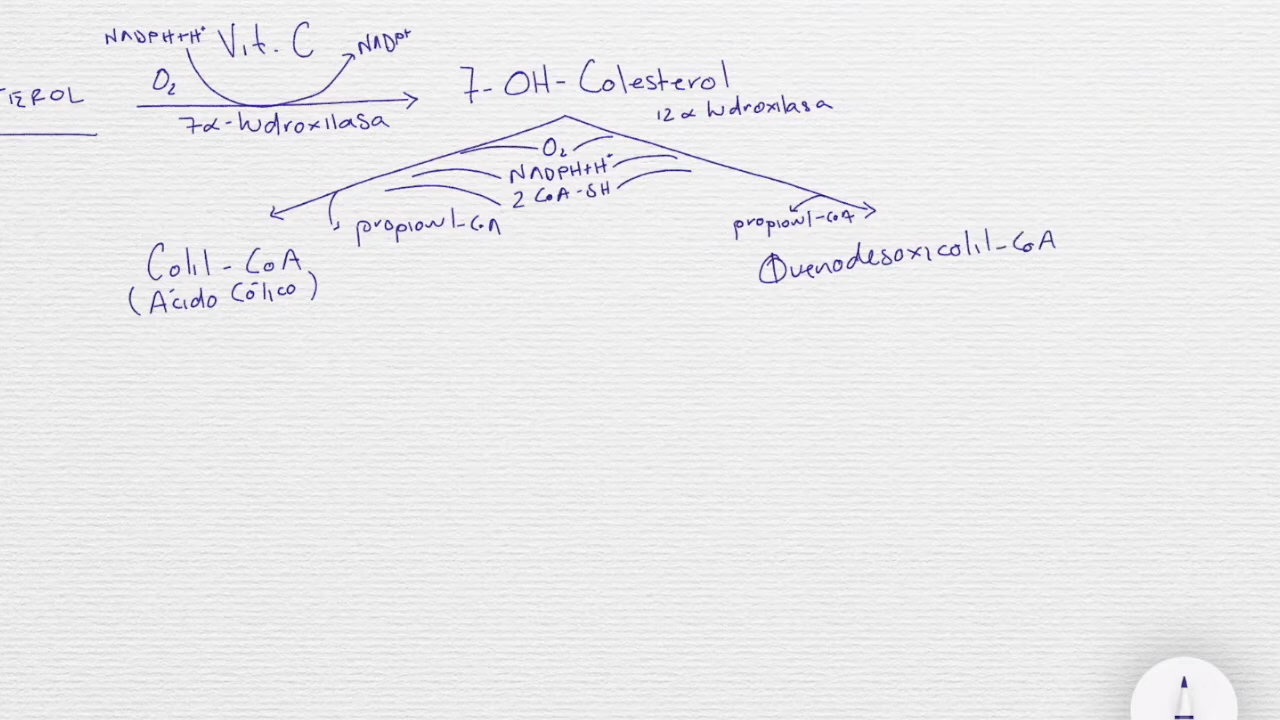 NADPH+H⁺ Vit. C NADP⁺
O₂
TEROL
7α-hidroxilasa
7-OH-Colesterol
12 α hidroxilasa
O₂
NADPH+H⁺
2 CoA-SH
propionil-CoA
propionil-CoA
Colil-CoA
(Ácido Cólico)
Quenodesoxicolil-CoA